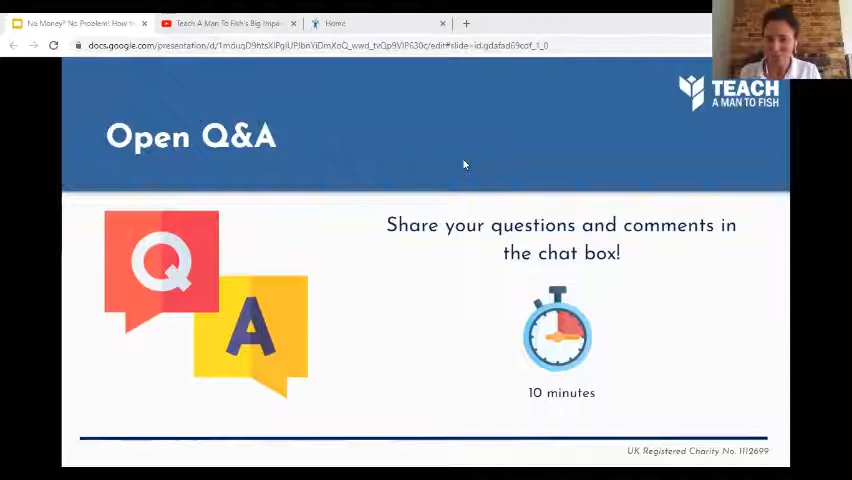 No Money? No Problem! How th
Teach A Man To Fish's Big Impa
Home
TEACH
A MAN TO FISH
Open Q&A
Share your questions and comments in
the chat box!
Q
A
10 minutes
UK Registered Charity No. 1112699